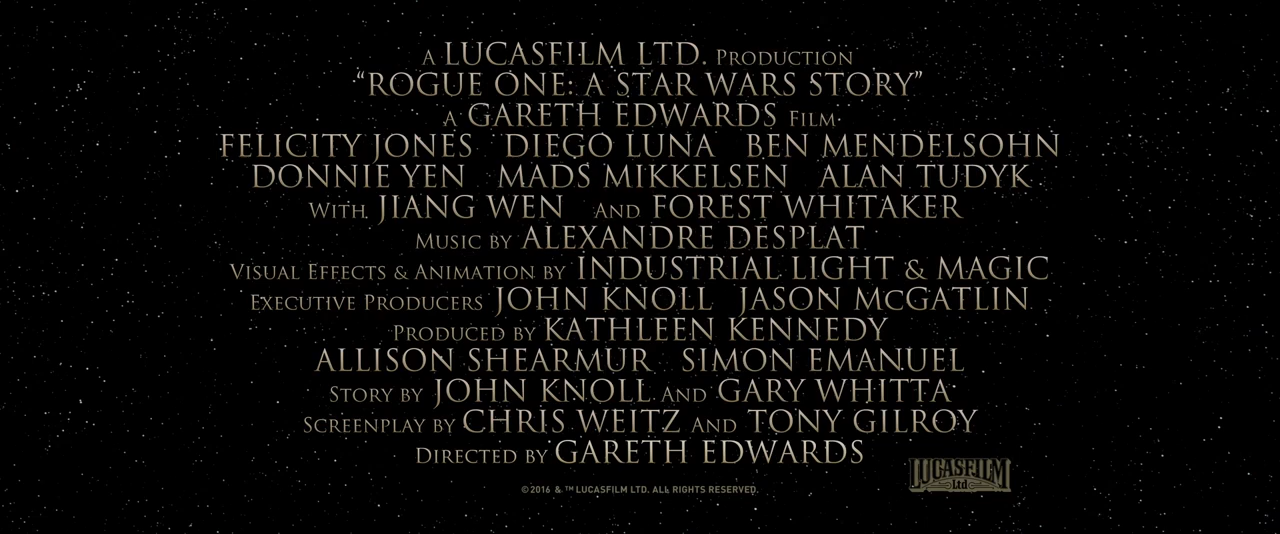 A LUCASFILM LTD. PRODUCTION
“ROGUE ONE: A STAR WARS STORY”
A GARETH EDWARDS FILM
FELICITY JONES DIEGO LUNA BEN MENDELSOHN
DONNIE YEN MADS MIKKELSEN ALAN TUDYK
WITH JIANG WEN AND FOREST WHITAKER
MUSIC BY ALEXANDRE DESPLAT
VISUAL EFFECTS & ANIMATION BY INDUSTRIAL LIGHT & MAGIC
EXECUTIVE PRODUCERS JOHN KNOLL JASON McGATLIN
PRODUCED BY KATHLEEN KENNEDY
ALLISON SHEARMUR SIMON EMANUEL
STORY BY JOHN KNOLL AND GARY WHITTA
SCREENPLAY BY CHRIS WEITZ AND TONY GILROY
DIRECTED BY GARETH EDWARDS
LUCASFILM
Ltd
©2016 & ™ LUCASFILM LTD. ALL RIGHTS RESERVED.